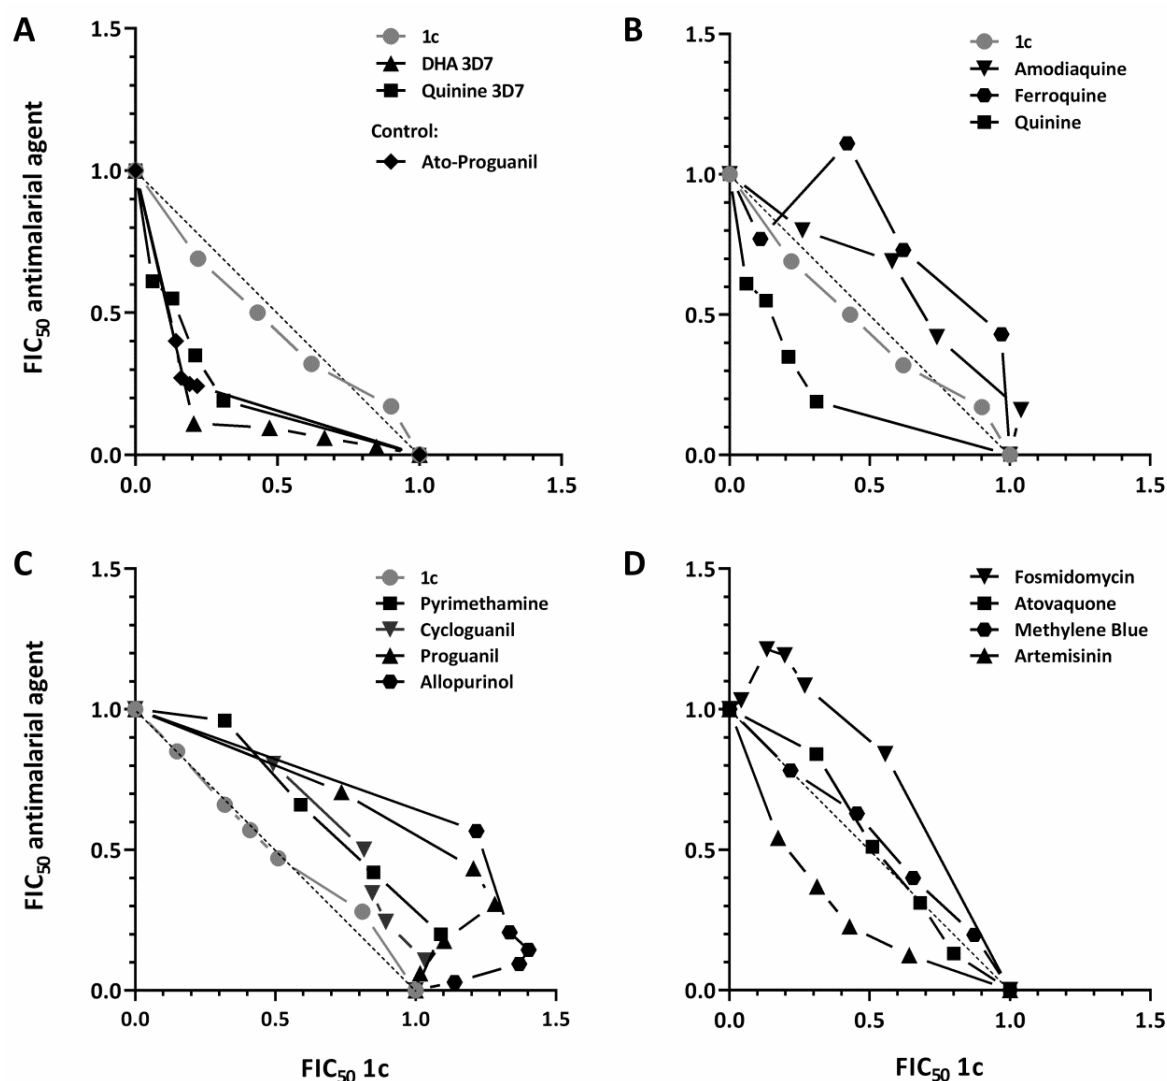 A
1.5
1.0
0.5
0.0
0.0 0.5 1.0 1.5
FIC50 antimalarial agent
1c
DHA 3D7
Quinine 3D7
Control:
Ato-Proguanil
B
1.5
1.0
0.5
0.0
0.0 0.5 1.0 1.5
1c
Amodiaquine
Ferroquine
Quinine
C
1.5
1.0
0.5
0.0
0.0 0.5 1.0 1.5
FIC50 antimalarial agent
FIC50 1c
1c
Pyrimethamine
Cycloguanil
Proguanil
Allopurinol
D
1.5
1.0
0.5
0.0
0.0 0.5 1.0 1.5
FIC50 1c
Fosmidomycin
Atovaquone
Methylene Blue
Artemisinin